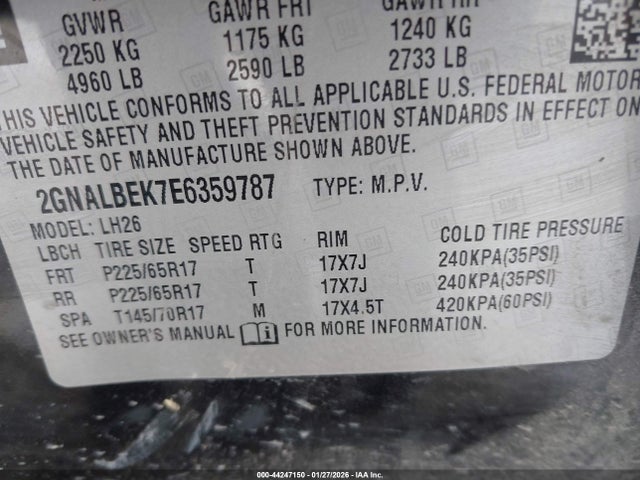 GVWR GAWR FRT GAWR RR
2250 KG 1175 KG 1240 KG
4960 LB 2590 LB 2733 LB
THIS VEHICLE CONFORMS TO ALL APPLICABLE U.S. FEDERAL MOTOR
VEHICLE SAFETY AND THEFT PREVENTION STANDARDS IN EFFECT ON
THE DATE OF MANUFACTURE SHOWN ABOVE.
2GNALBEK7E6359787 TYPE: M.P.V.
MODEL: LH26
LBCH TIRE SIZE SPEED RTG RIM COLD TIRE PRESSURE
FRT P225/65R17 T 17X7J 240KPA(35PSI)
RR P225/65R17 T 17X7J 240KPA(35PSI)
SPA T145/70R17 M 17X4.5T 420KPA(60PSI)
SEE OWNER'S MANUAL FOR MORE INFORMATION.
000-44247150 - 01/27/2026 - IAAI INC.